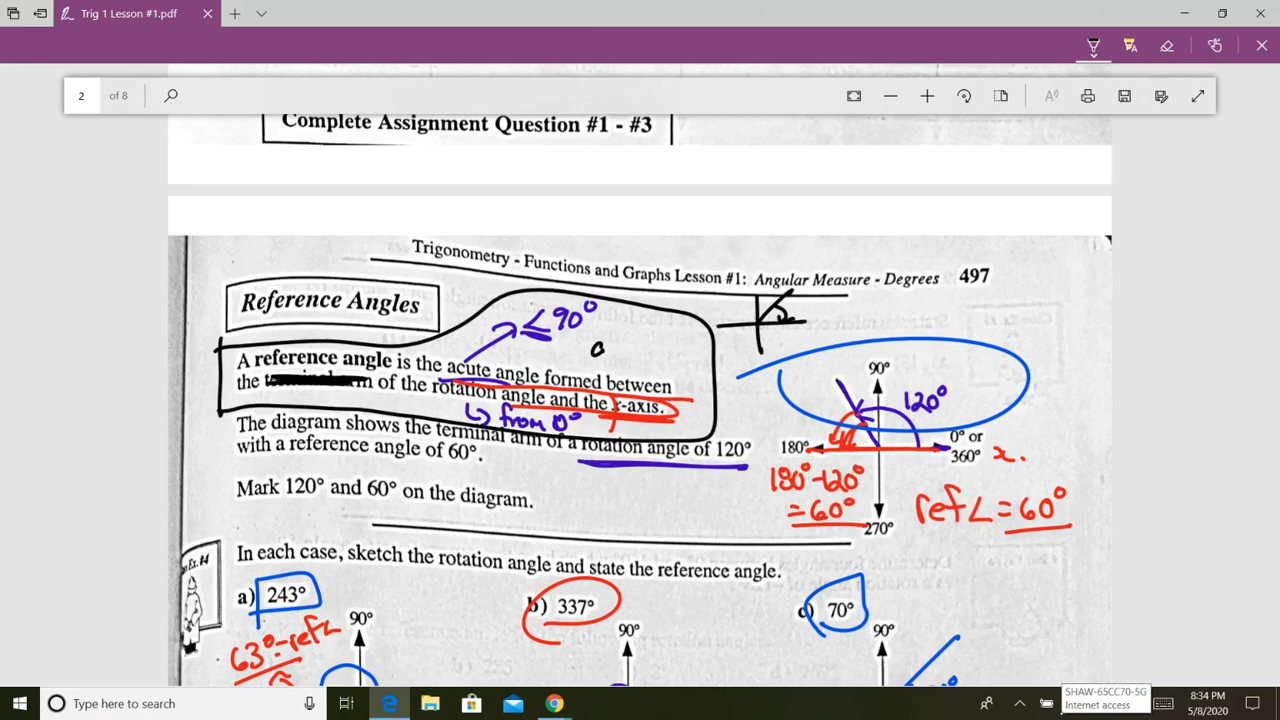 Trig 1 Lesson #1.pdf
2 of 8
Complete Assignment Question #1 - #3
Trigonometry - Functions and Graphs Lesson #1: Angular Measure - Degrees 497
Reference Angles
<90°
A reference angle is the acute angle formed between
the of the rotation angle and the x-axis.
from 0°
The diagram shows the terminal arm of a rotation angle of 120°
with a reference angle of 60°.
Mark 120° and 60° on the diagram.
90°
120°
180°
0° or
360°
x.
180°-120°
=60°
ref∠=60°
270°
In each case, sketch the rotation angle and state the reference angle.
a) 243°
b) 337°
c) 70°
63°-ref∠
90°
90°
90°
Type here to search
SHAW-65CC70-5G
Internet access
8:34 PM
5/8/2020